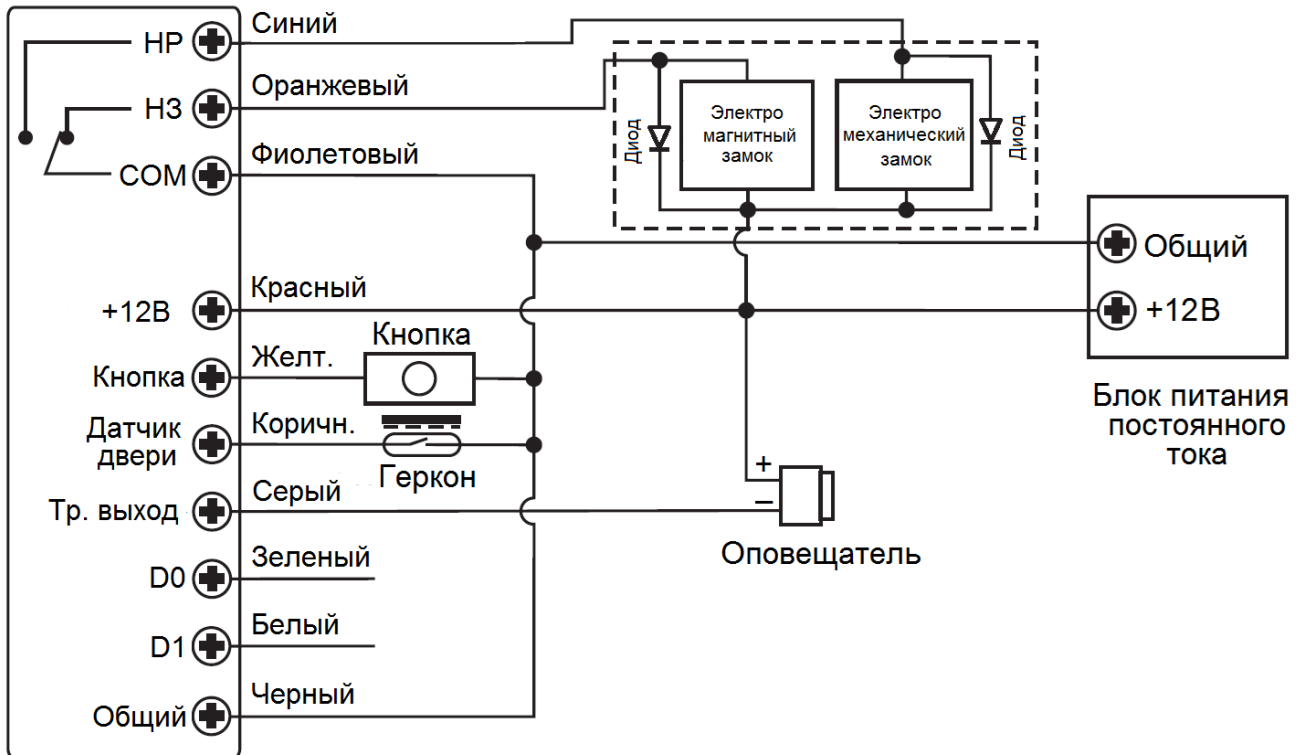 НР
Синий
НЗ
Оранжевый
СОМ
Фиолетовый
+12В
Красный
Кнопка
Желт.
Кнопка
Датчик
двери
Коричн.
Геркон
Тр. выход
Серый
D0
Зеленый
D1
Белый
Общий
Черный
Диод
Электро
магнитный
замок
Электро
механический
замок
Диод
Общий
+12В
Блок питания
постоянного
тока
+
–
Оповещатель